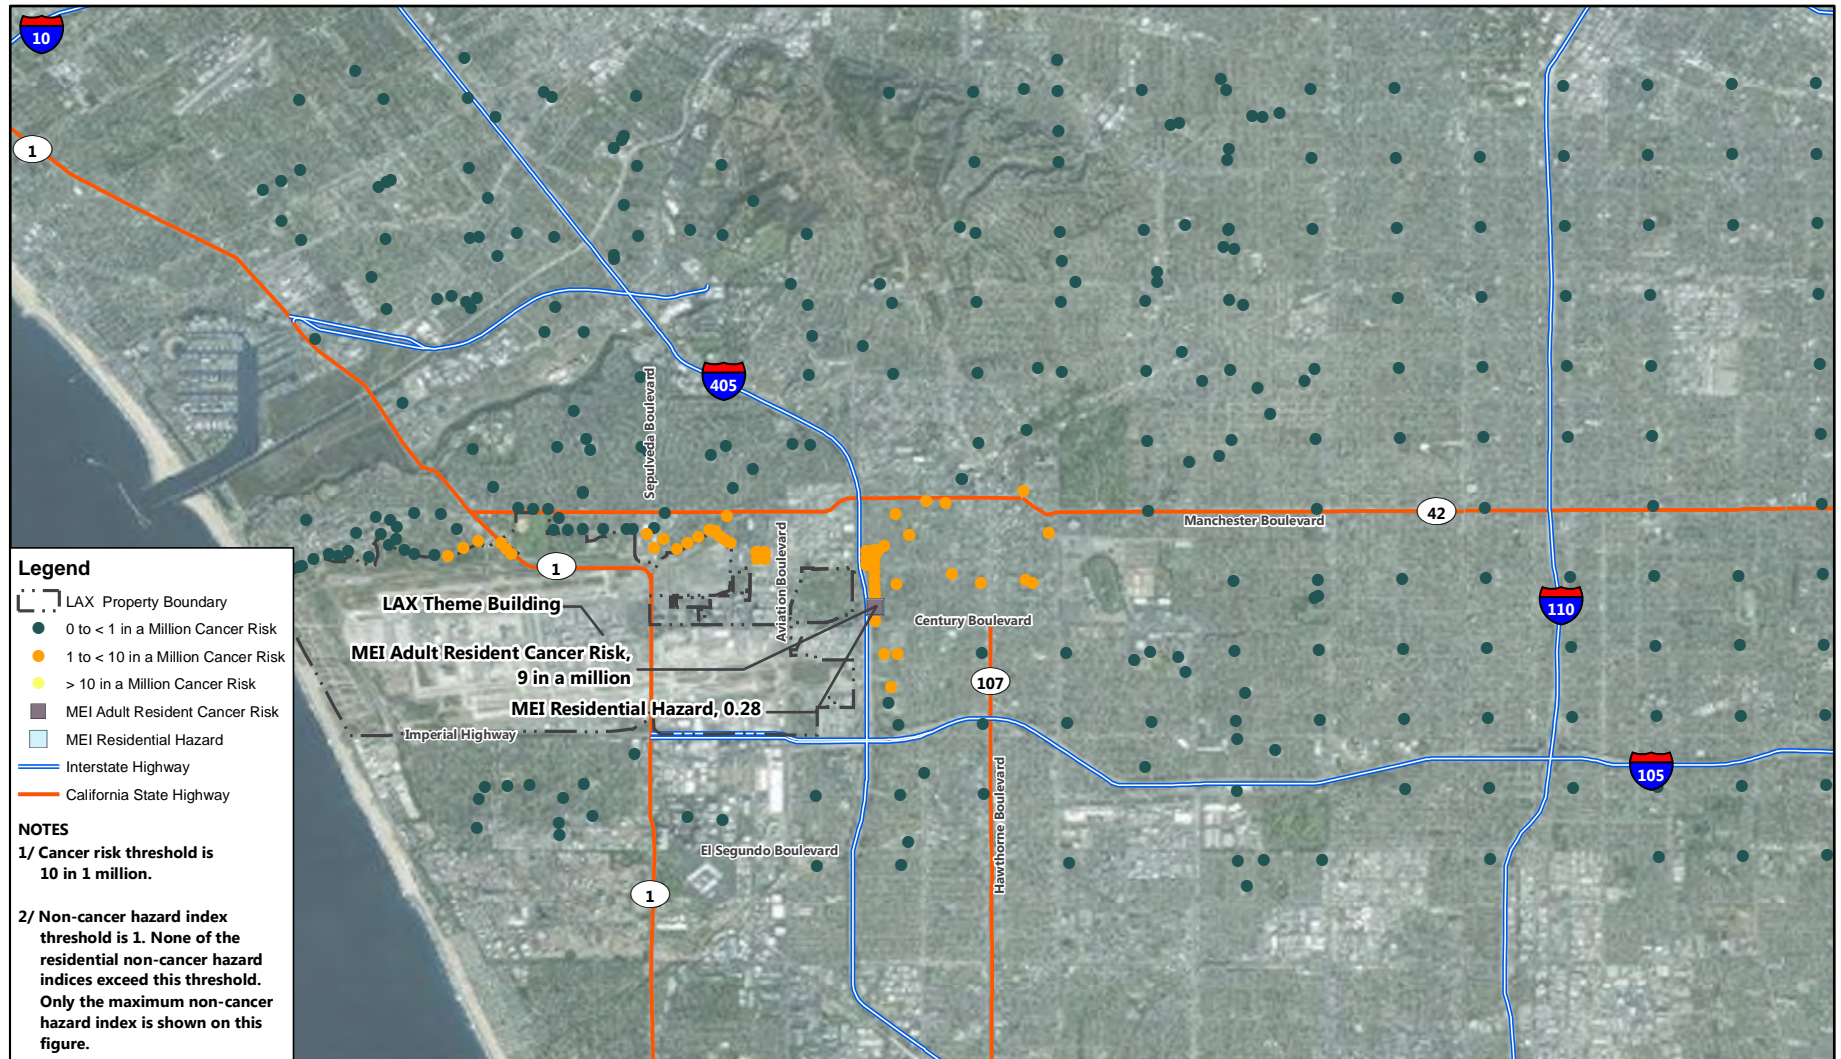 10
1
405
Sepulveda Boulevard
Manchester Boulevard
42
1
Aviation Boulevard
LAX Theme Building
Century Boulevard
110
MEI Adult Resident Cancer Risk,
9 in a million
107
MEI Residential Hazard, 0.28
Imperial Highway
105
Hawthorne Boulevard
El Segundo Boulevard
1
Legend
LAX Property Boundary
0 to < 1 in a Million Cancer Risk
1 to < 10 in a Million Cancer Risk
> 10 in a Million Cancer Risk
MEI Adult Resident Cancer Risk
MEI Residential Hazard
Interstate Highway
California State Highway
NOTES
1/ Cancer risk threshold is
10 in 1 million.
2/ Non-cancer hazard index
threshold is 1. None of the
residential non-cancer hazard
indices exceed this threshold.
Only the maximum non-cancer
hazard index is shown on this
figure.